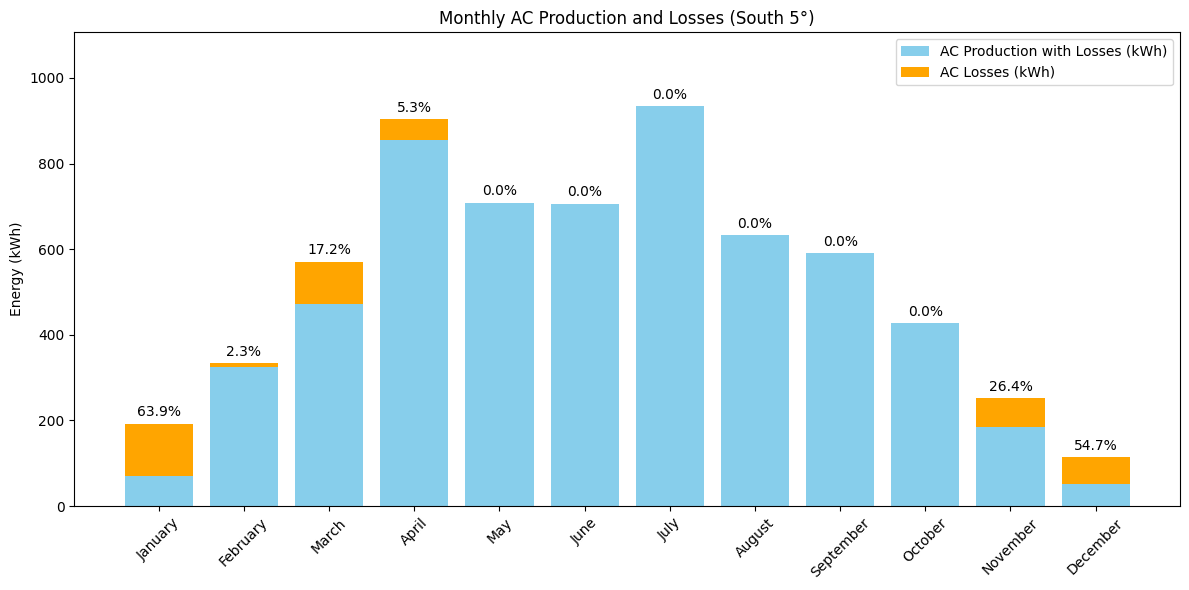 Monthly AC Production and Losses (South 5°)
AC Production with Losses (kWh)
AC Losses (kWh)
Energy (kWh)
1000
800
600
400
200
0
63.9%
2.3%
17.2%
5.3%
0.0%
0.0%
0.0%
0.0%
0.0%
0.0%
26.4%
54.7%
January
February
March
April
May
June
July
August
September
October
November
December